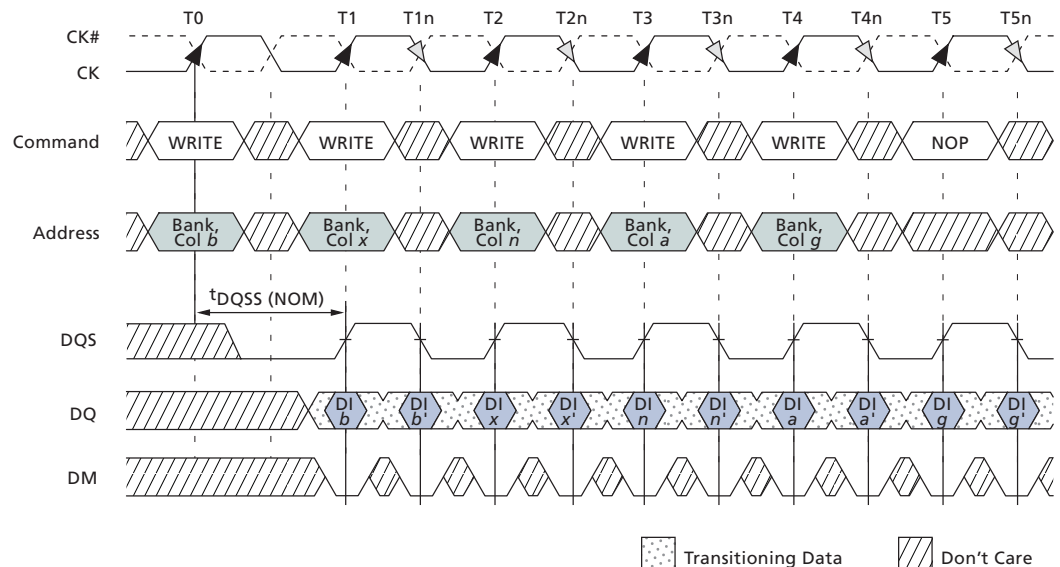 T0 T1 T1n T2 T2n T3 T3n T4 T4n T5 T5n
CK#
CK
Command WRITE WRITE WRITE WRITE WRITE NOP
Address Bank, Col b Bank, Col x Bank, Col n Bank, Col a Bank, Col g
tDQSS (NOM)
DQS
DQ DI b DI b' DI x DI x' DI n DI n' DI a DI a' DI g DI g'
DM
Transitioning Data Don't Care